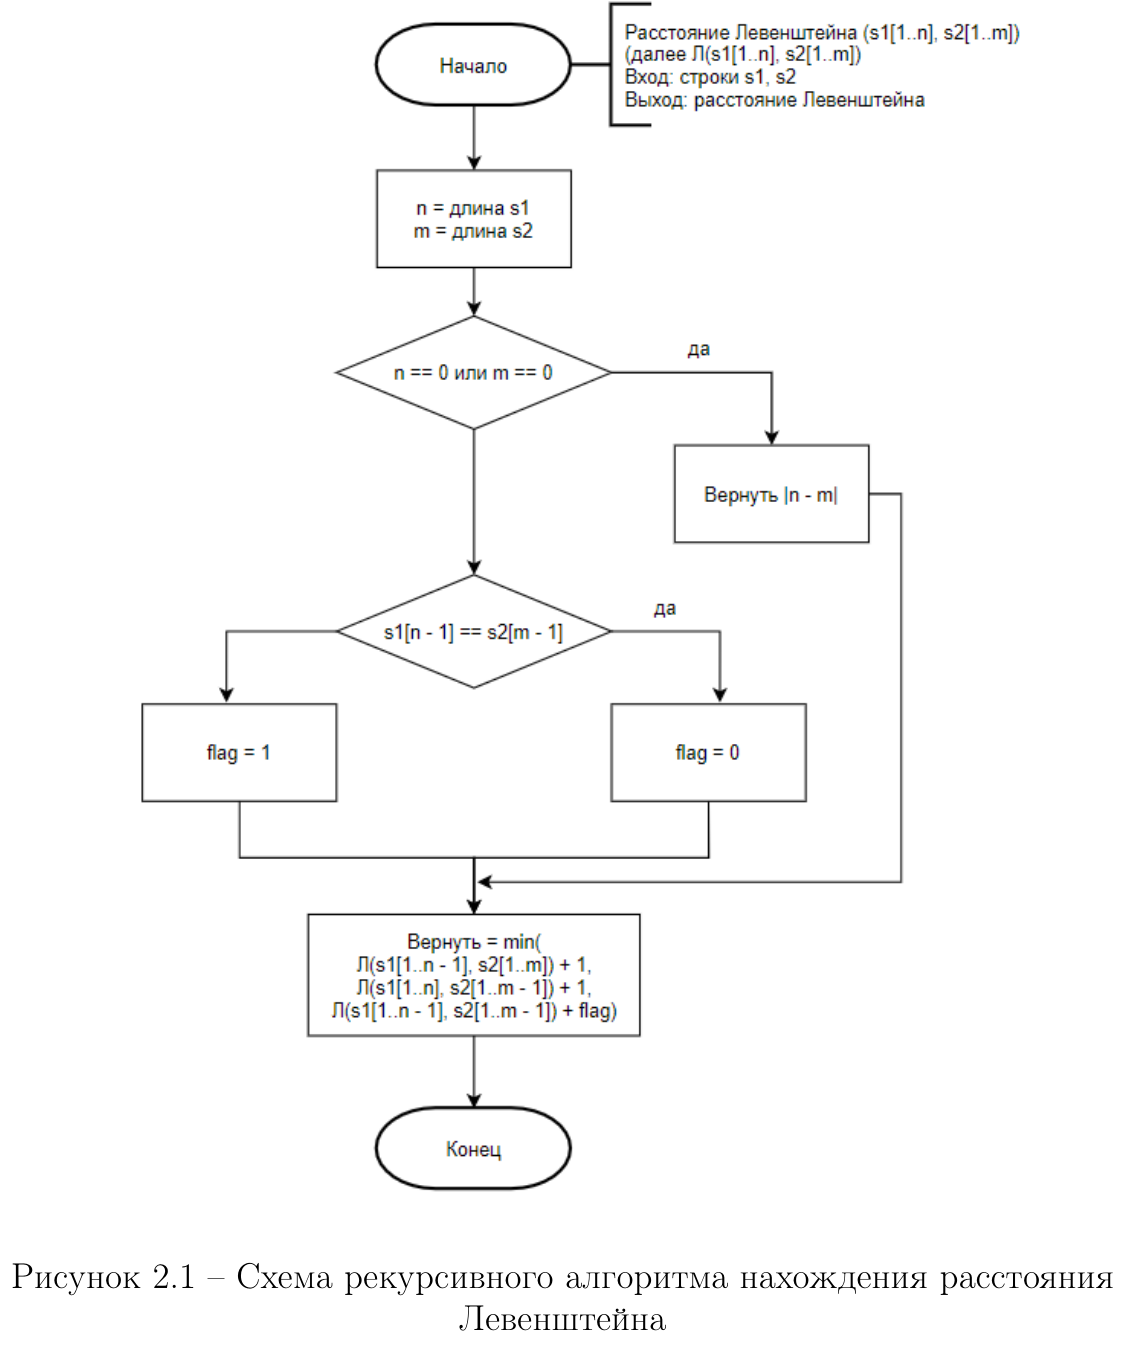 Начало
Расстояние Левенштейна (s1[1..n], s2[1..m])
(далее Л(s1[1..n], s2[1..m])
Вход: строки s1, s2
Выход: расстояние Левенштейна
n = длина s1
m = длина s2
n == 0 или m == 0
да
Вернуть |n - m|
s1[n - 1] == s2[m - 1]
да
flag = 1
flag = 0
Вернуть = min(
Л(s1[1..n - 1], s2[1..m]) + 1,
Л(s1[1..n], s2[1..m - 1]) + 1,
Л(s1[1..n - 1], s2[1..m - 1]) + flag)
Конец
Рисунок 2.1 – Схема рекурсивного алгоритма нахождения расстояния
Левенштейна